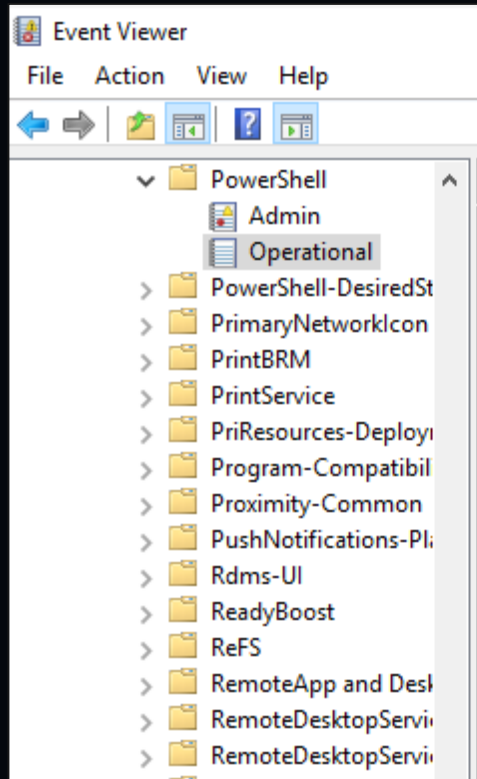 Event Viewer
File Action View Help
PowerShell
Admin
Operational
PowerShell-DesiredSt
PrimaryNetworkIcon
PrintBRM
PrintService
PriResources-Deploy
Program-Compatibil
Proximity-Common
PushNotifications-Pl
Rdms-UI
ReadyBoost
ReFS
RemoteApp and Desk
RemoteDesktopServi
RemoteDesktopServi